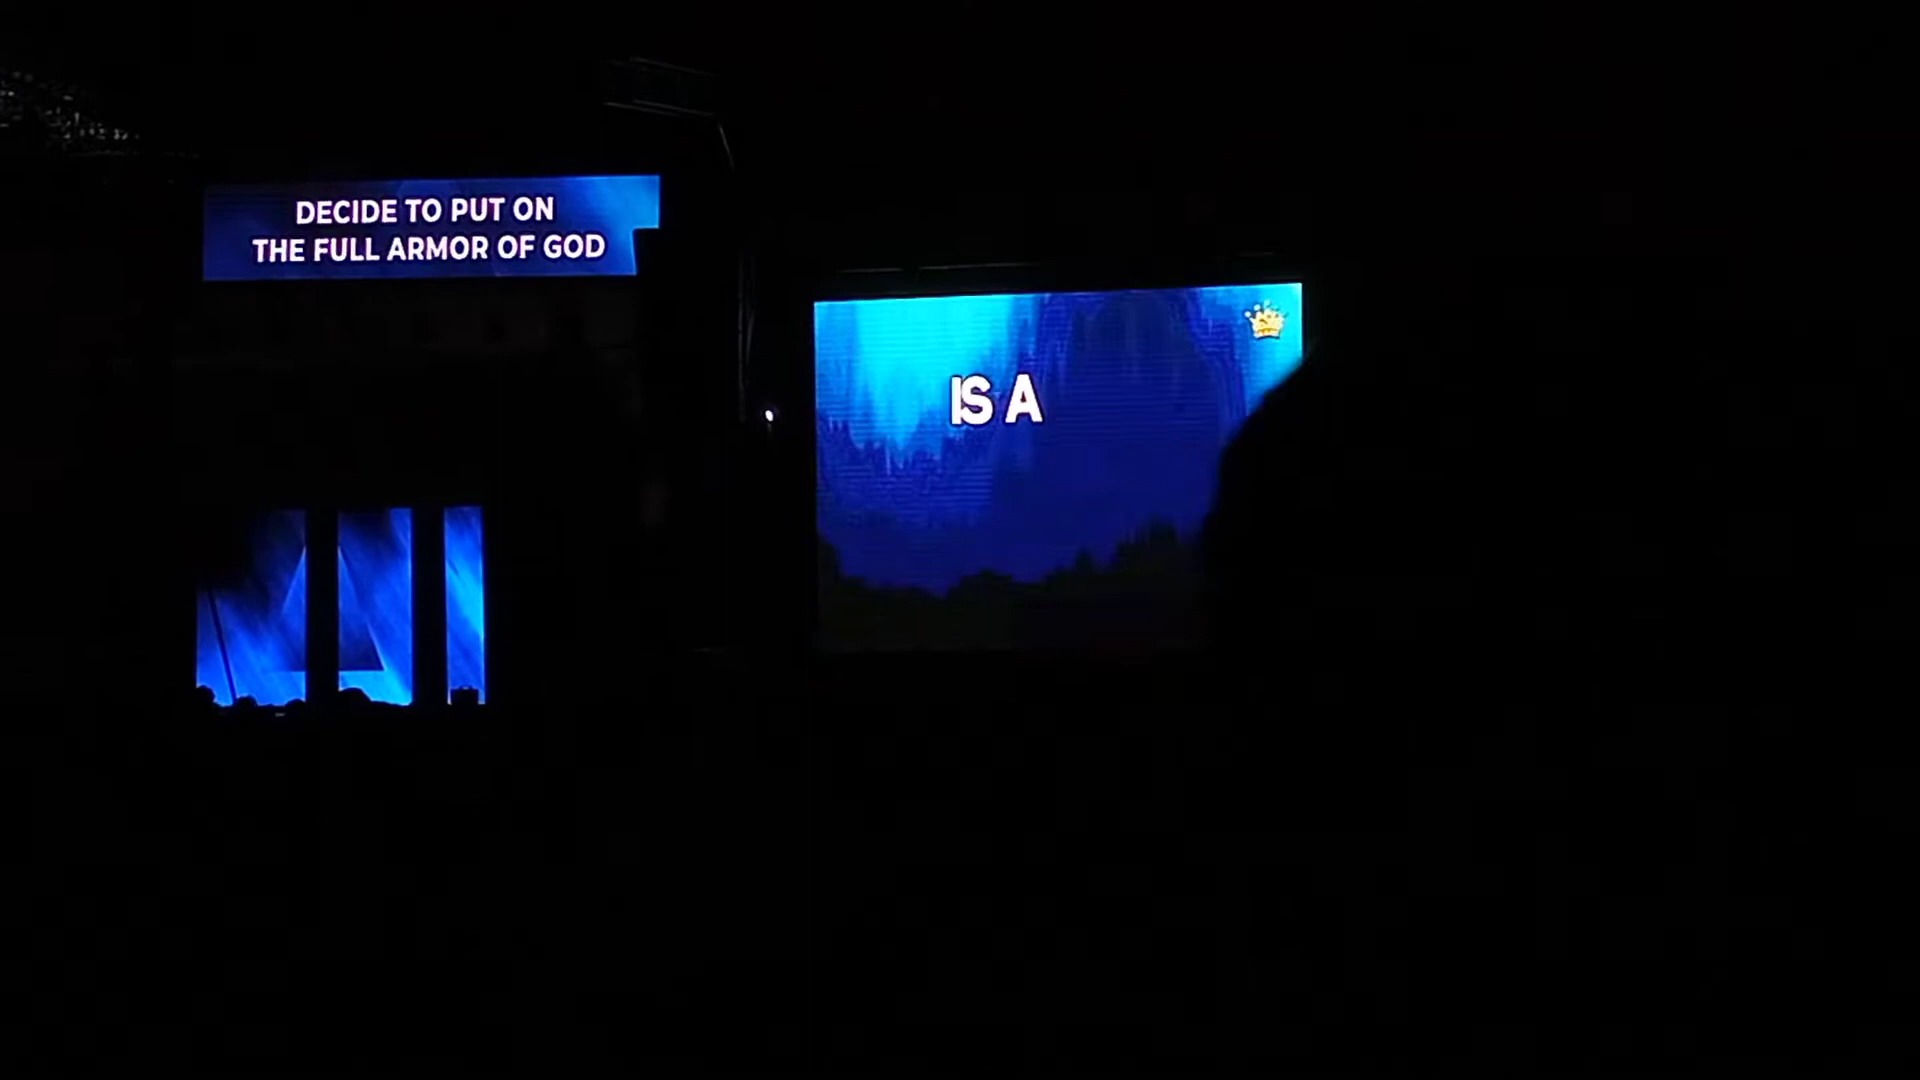 DECIDE TO PUT ON
THE FULL ARMOR OF GOD
IS A